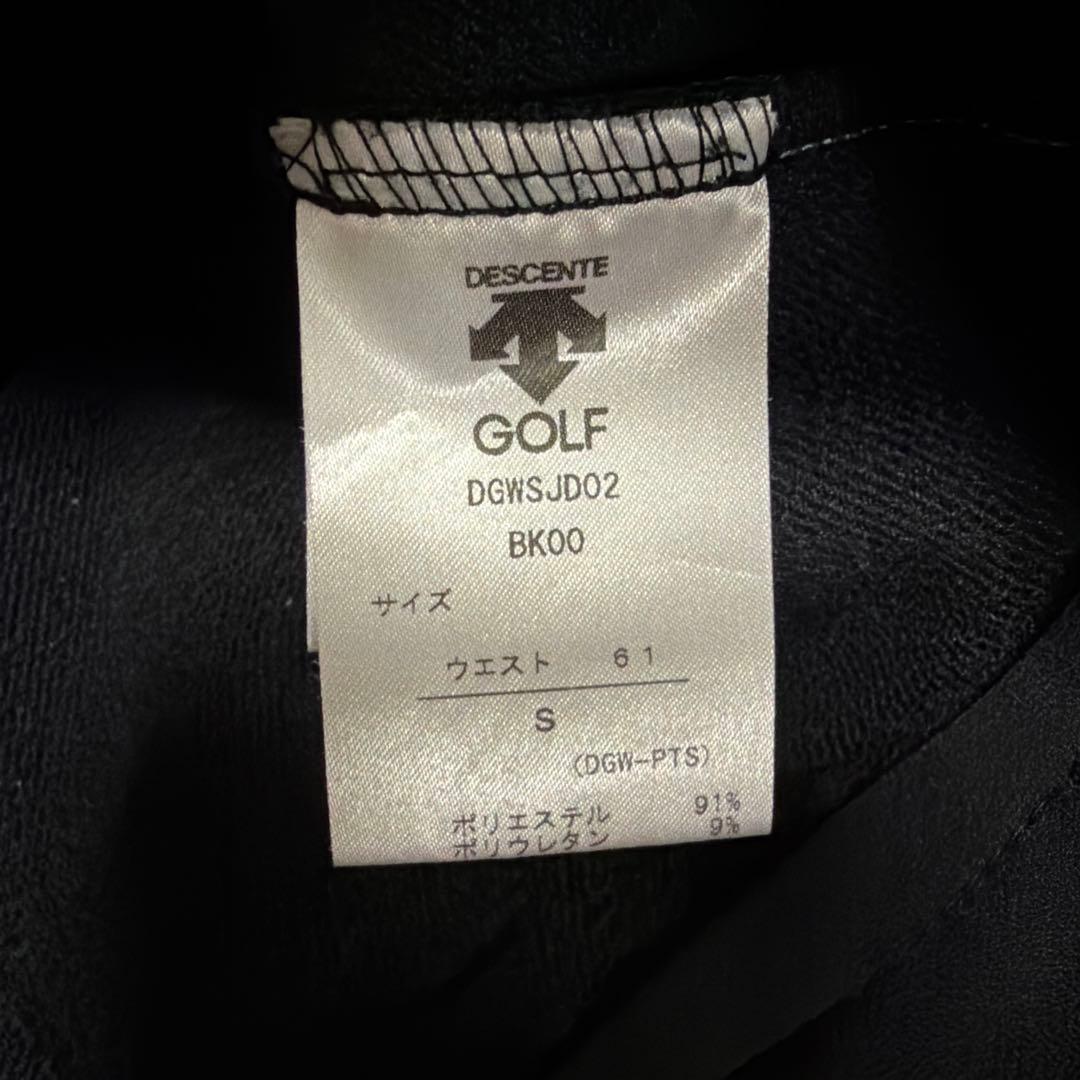 DESCENTE
GOLF
DGWSJD02
BK00
サイズ
ウエスト 61
S
(DGW-PTS)
ポリエステル 91%
ポリウレタン 9%